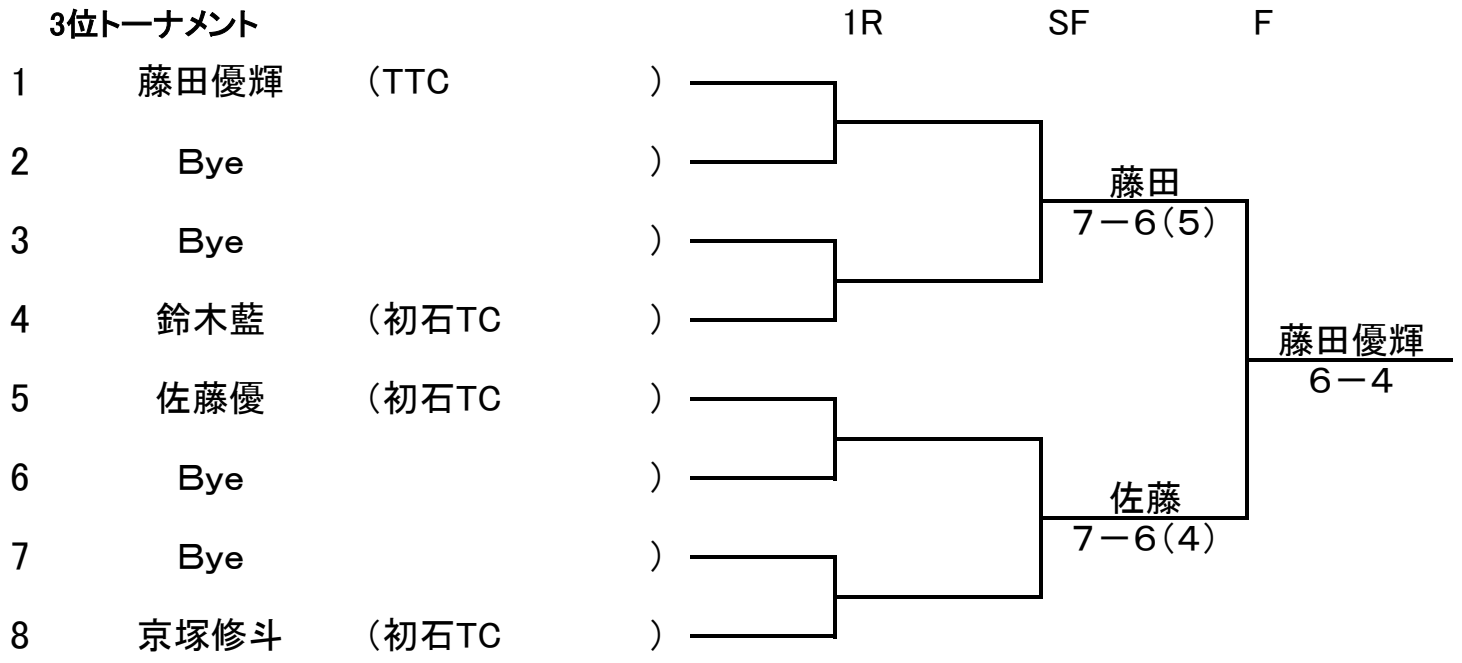 3位トーナメント 1R SF F
1 藤田優輝 （TTC ）
2 Bye ）
藤田
7－6（5）
3 Bye ）
4 鈴木藍 （初石TC ）
藤田優輝
6－4
5 佐藤優 （初石TC ）
6 Bye ）
佐藤
7－6（4）
7 Bye ）
8 京塚修斗 （初石TC ）